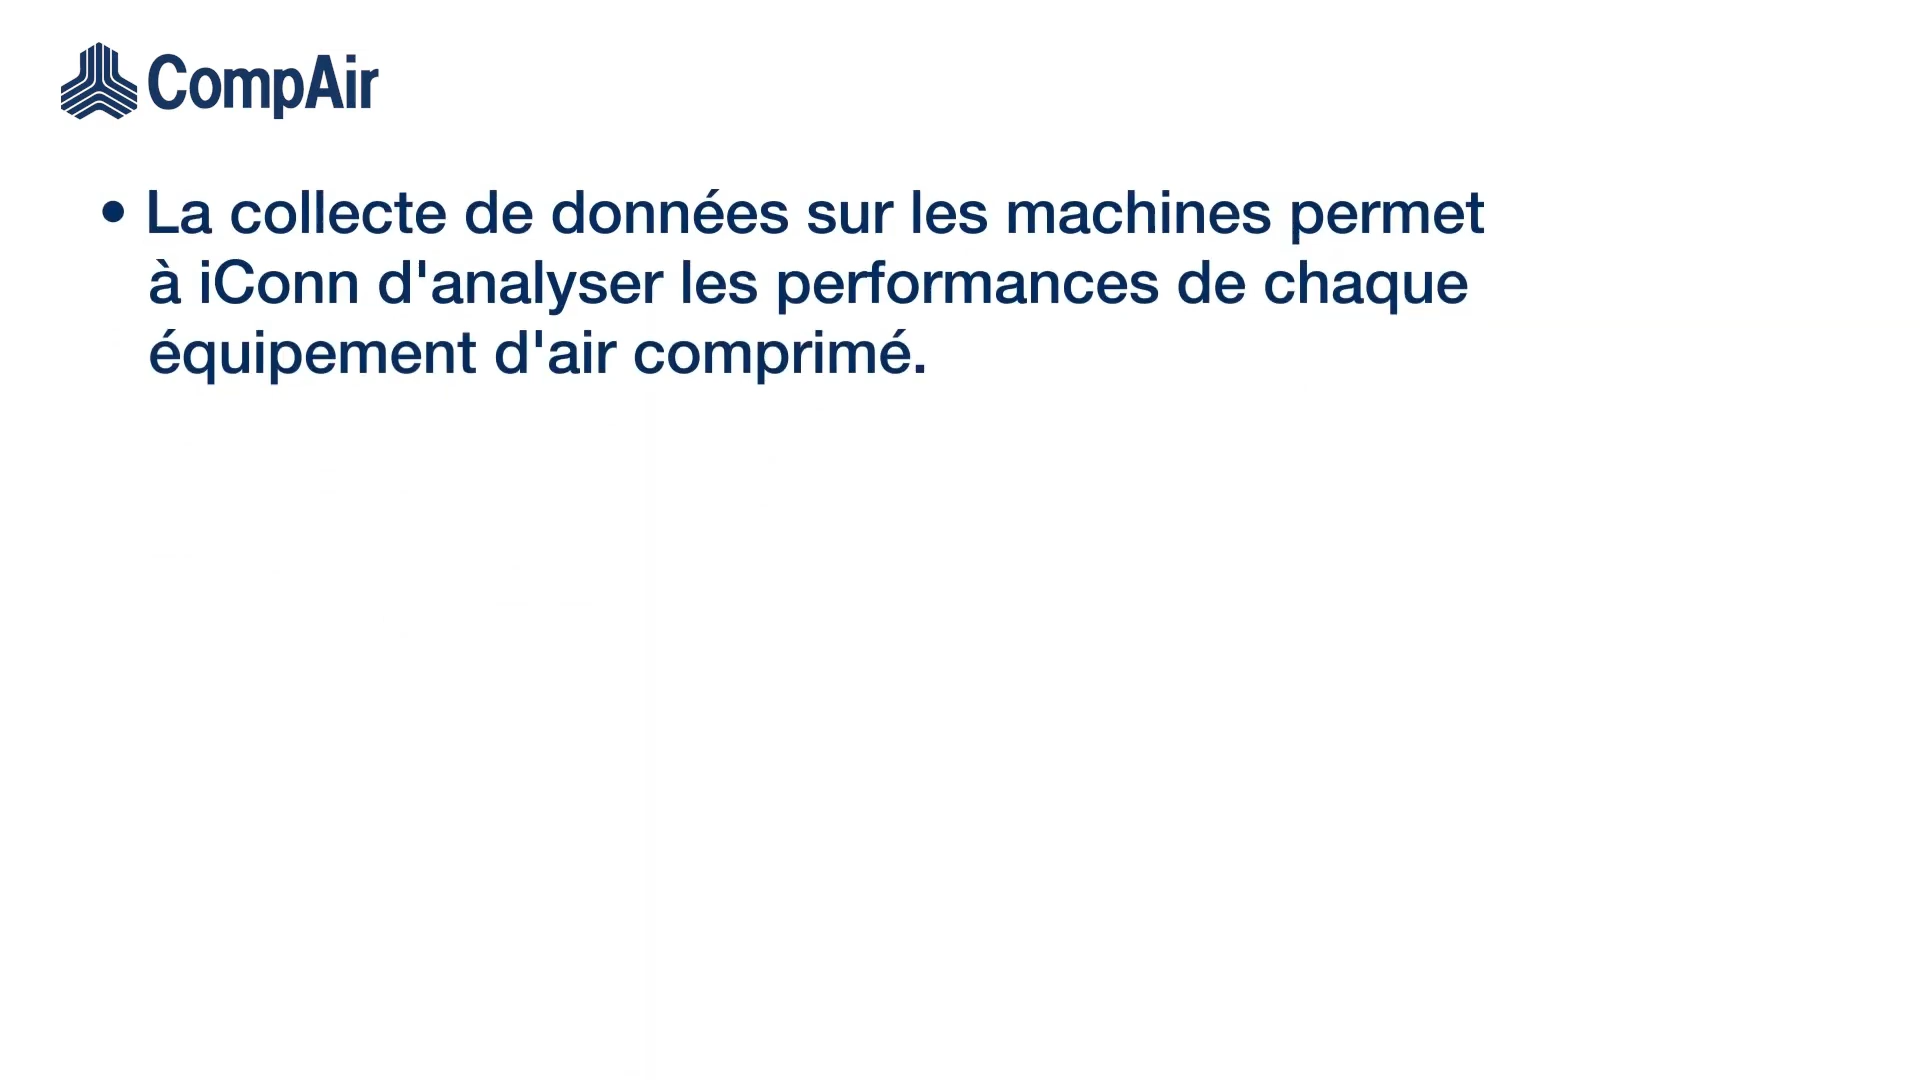 CompAir
• La collecte de données sur les machines permet
à iConn d'analyser les performances de chaque
équipement d'air comprimé.